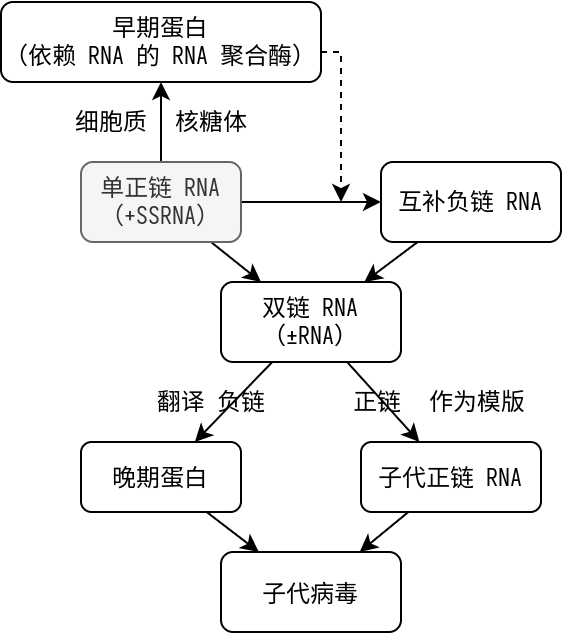 早期蛋白
（依赖 RNA 的 RNA 聚合酶）
细胞质 核糖体
单正链 RNA
（+SSRNA）
互补负链 RNA
双链 RNA
（±RNA）
翻译 负链
正链 作为模版
晚期蛋白
子代正链 RNA
子代病毒